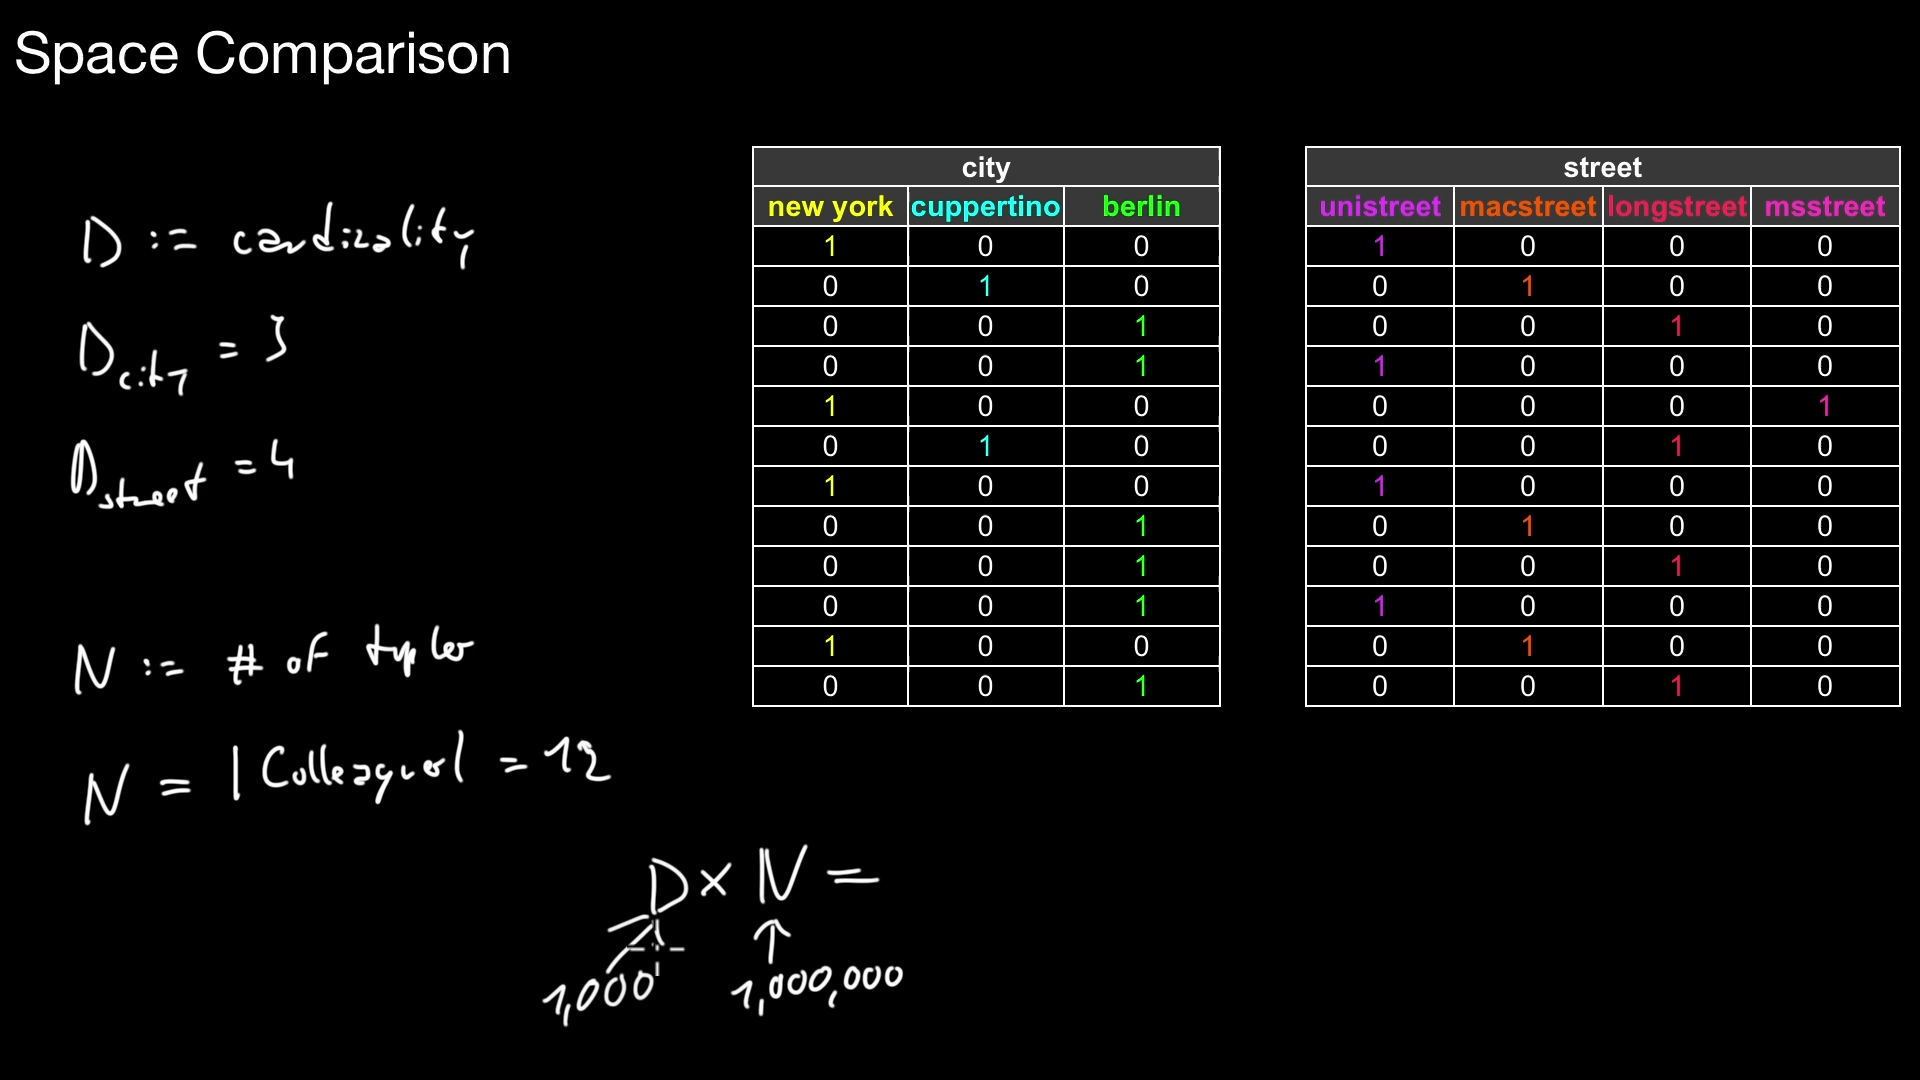 Space Comparison
D := cardinality
D city = 3
D street = 4
N := # of tuples
N = | Colleagues | = 12
D × N =
1,000 1,000,000
city
new york cuppertino berlin
1 0 0
0 1 0
0 0 1
0 0 1
1 0 0
0 1 0
1 0 0
0 0 1
0 0 1
0 0 1
1 0 0
0 0 1
street
unistreet macstreet longstreet msstreet
1 0 0 0
0 1 0 0
0 0 1 0
1 0 0 0
0 0 0 1
0 0 1 0
1 0 0 0
0 1 0 0
0 0 1 0
1 0 0 0
0 1 0 0
0 0 1 0